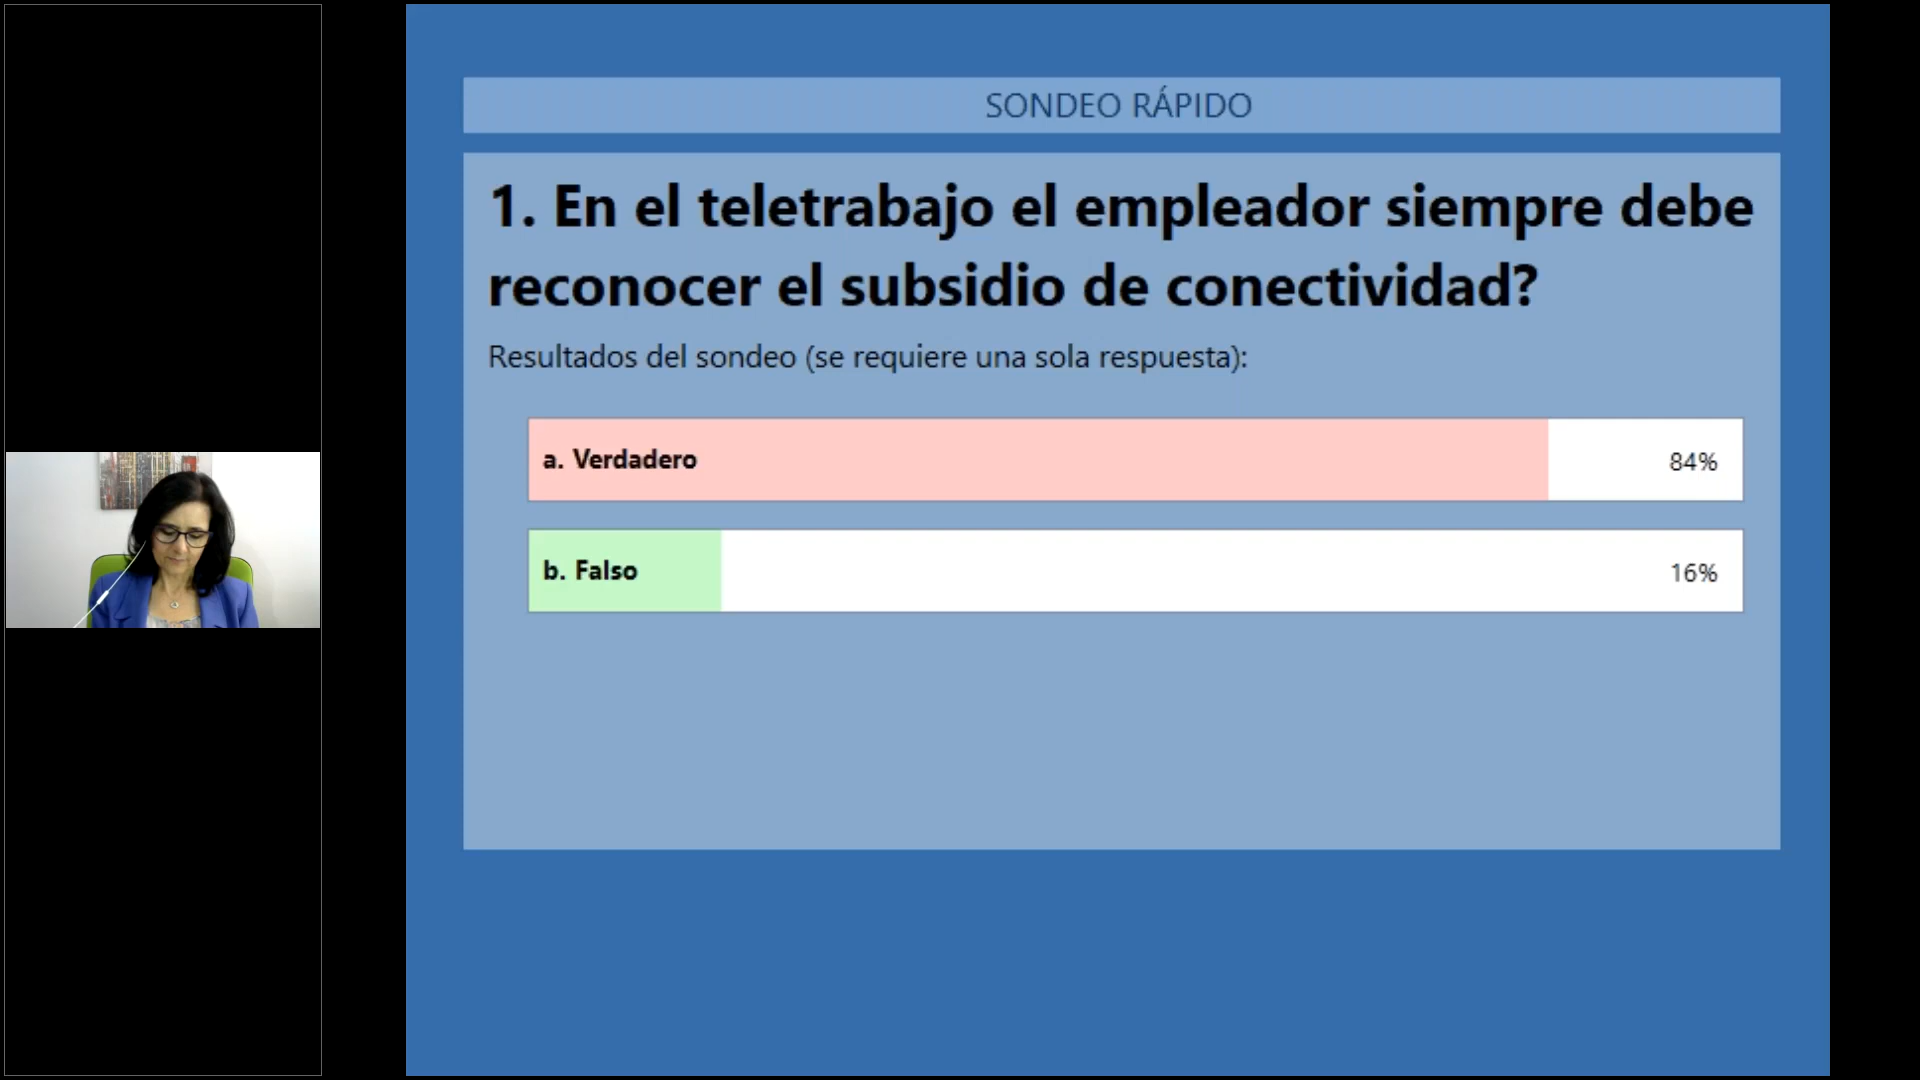 SONDEO RÁPIDO
1. En el teletrabajo el empleador siempre debe
reconocer el subsidio de conectividad?
Resultados del sondeo (se requiere una sola respuesta):
a. Verdadero 84%
b. Falso 16%